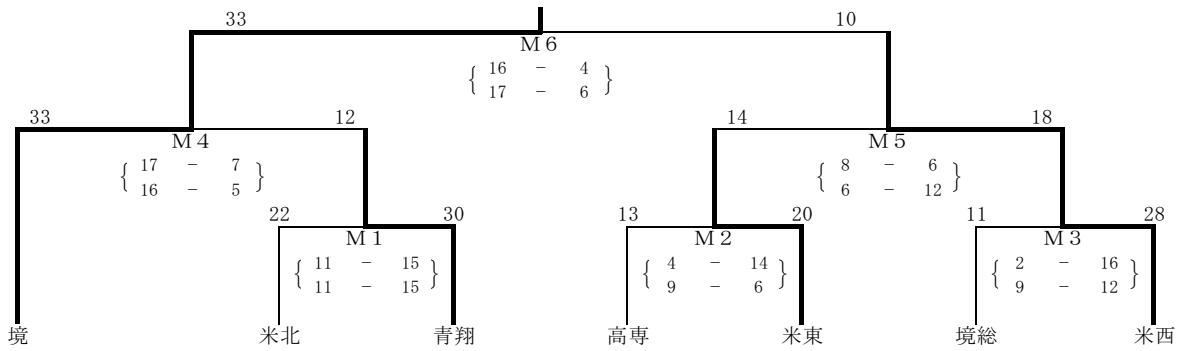 33 10
Ｍ６
{ 16 － 4 }
{ 17 － 6 }
33 12 14 18
Ｍ４ Ｍ５
{ 17 － 7 } { 8 － 6 }
{ 16 － 5 } { 6 － 12 }
22 30 13 20 11 28
Ｍ１ Ｍ２ Ｍ３
{ 11 － 15 } { 4 － 14 } { 2 － 16 }
{ 11 － 15 } { 9 － 6 } { 9 － 12 }
境 米北 青翔 高専 米東 境総 米西